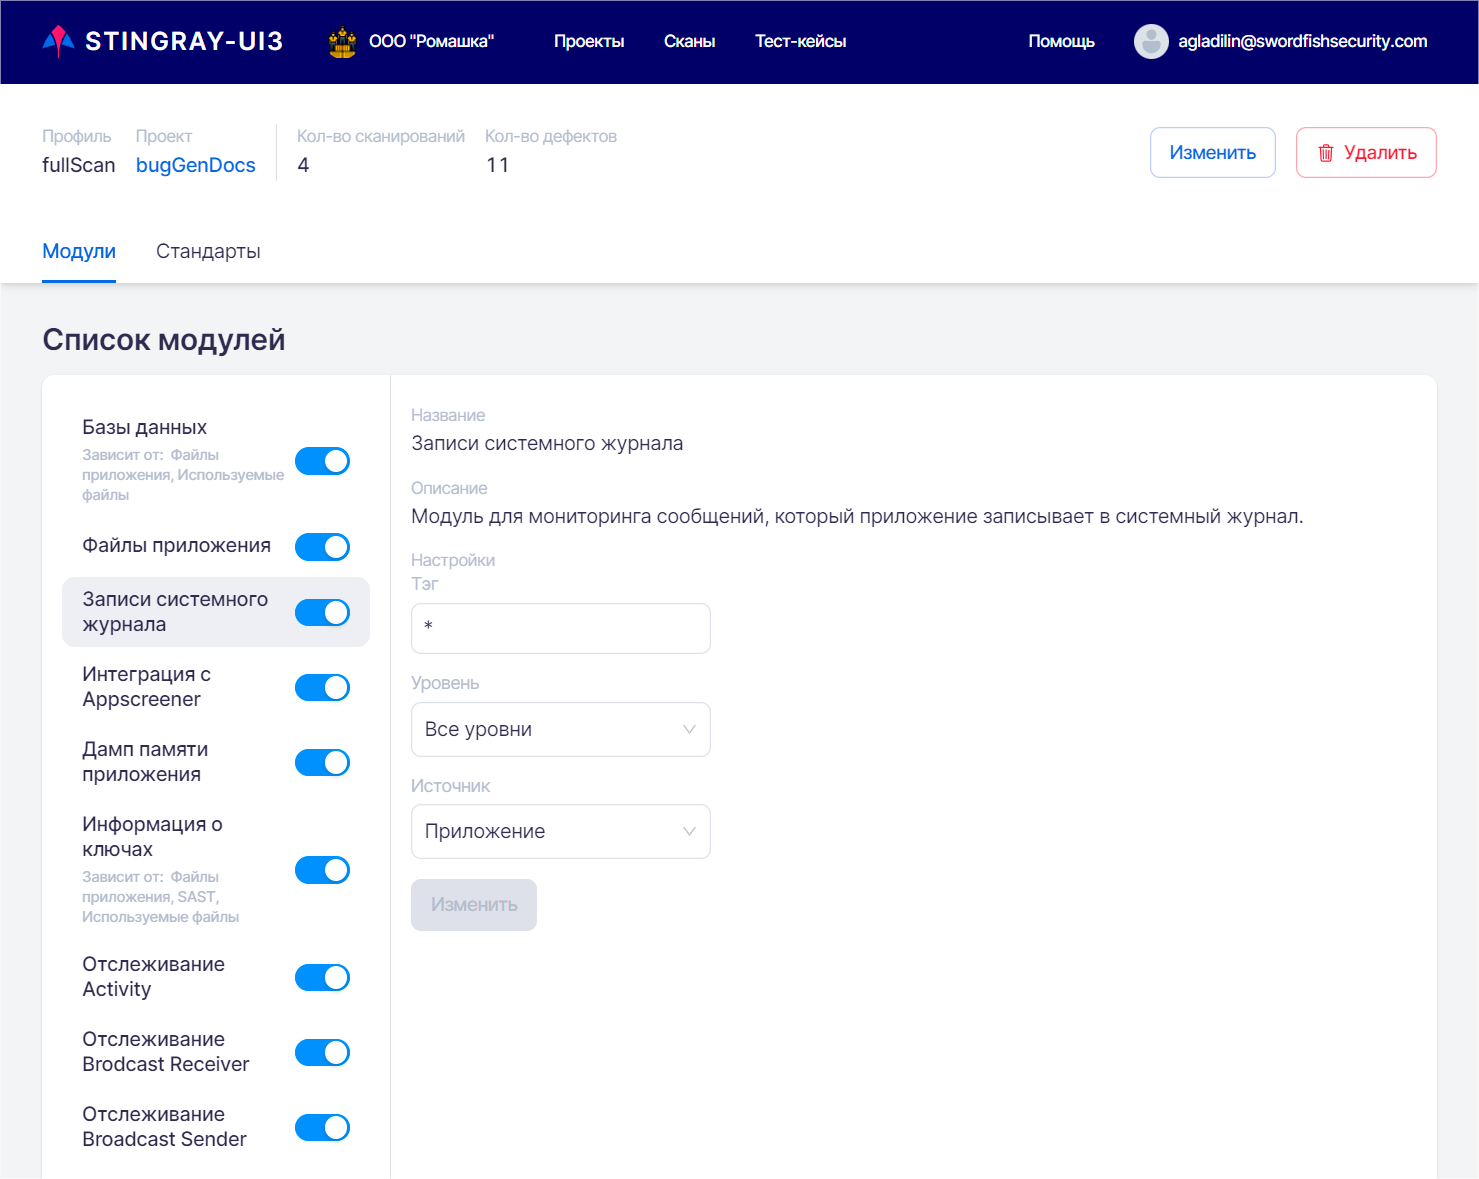 STINGRAY-UI3
ООО "Ромашка"
Проекты
Сканы
Тест-кейсы
Помощь
agladilin@swordfishsecurity.com
Профиль
fullScan
Проект
bugGenDocs
Кол-во сканирований
4
Кол-во дефектов
11
Изменить
Удалить
Модули
Стандарты
Список модулей
Базы данных
Зависит от: Файлы
приложения, Используемые
файлы
Файлы приложения
Записи системного
журнала
Интеграция с
Appscreener
Дамп памяти
приложения
Информация о
ключах
Зависит от: Файлы
приложения, SAST,
Используемые файлы
Отслеживание
Activity
Отслеживание
Brodcast Receiver
Отслеживание
Broadcast Sender
Название
Записи системного журнала
Описание
Модуль для мониторинга сообщений, который приложение записывает в системный журнал.
Настройки
Тэг
*
Уровень
Все уровни
Источник
Приложение
Изменить